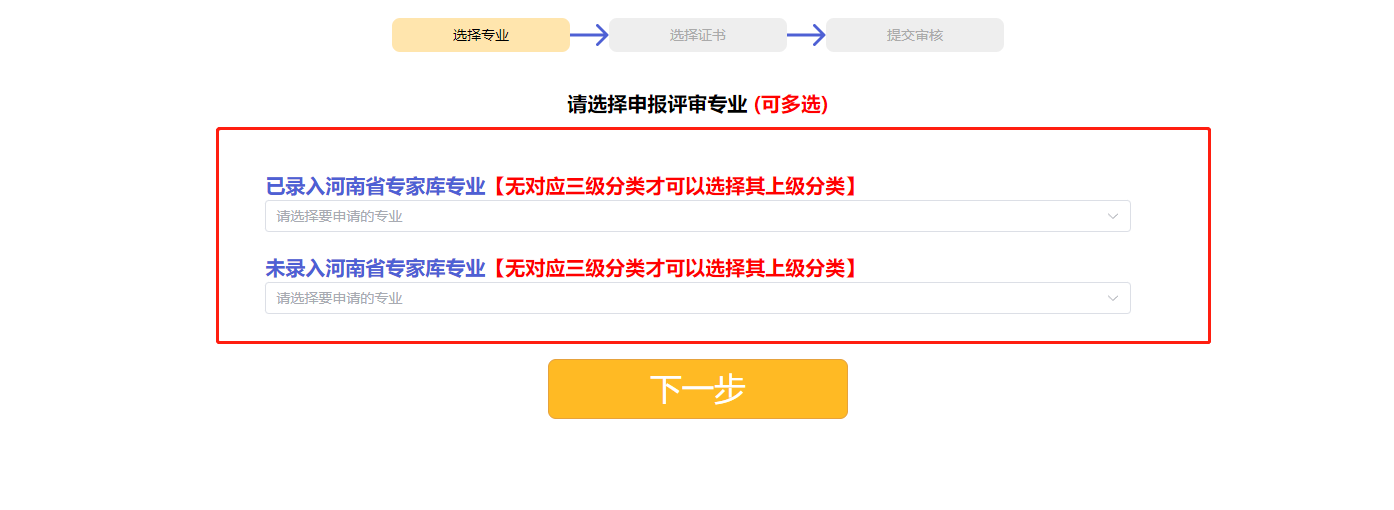 选择专业 选择证书 提交审核
请选择申报评审专业 (可多选)
已录入河南省专家库专业【无对应三级分类才可以选择其上级分类】
请选择要申请的专业
未录入河南省专家库专业【无对应三级分类才可以选择其上级分类】
请选择要申请的专业
下一步